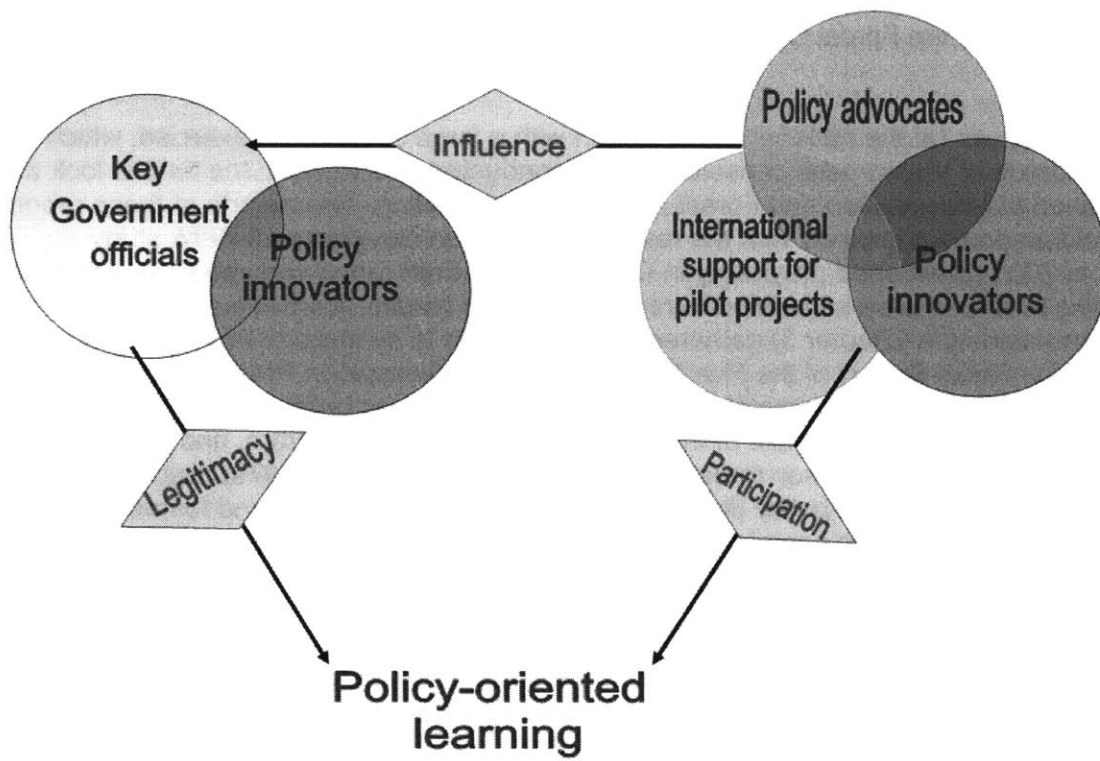 Policy advocates
Influence
Key
Government
officials
Policy
innovators
International
support for
pilot projects
Policy
innovators
Legitimacy
Participation
Policy-oriented
learning